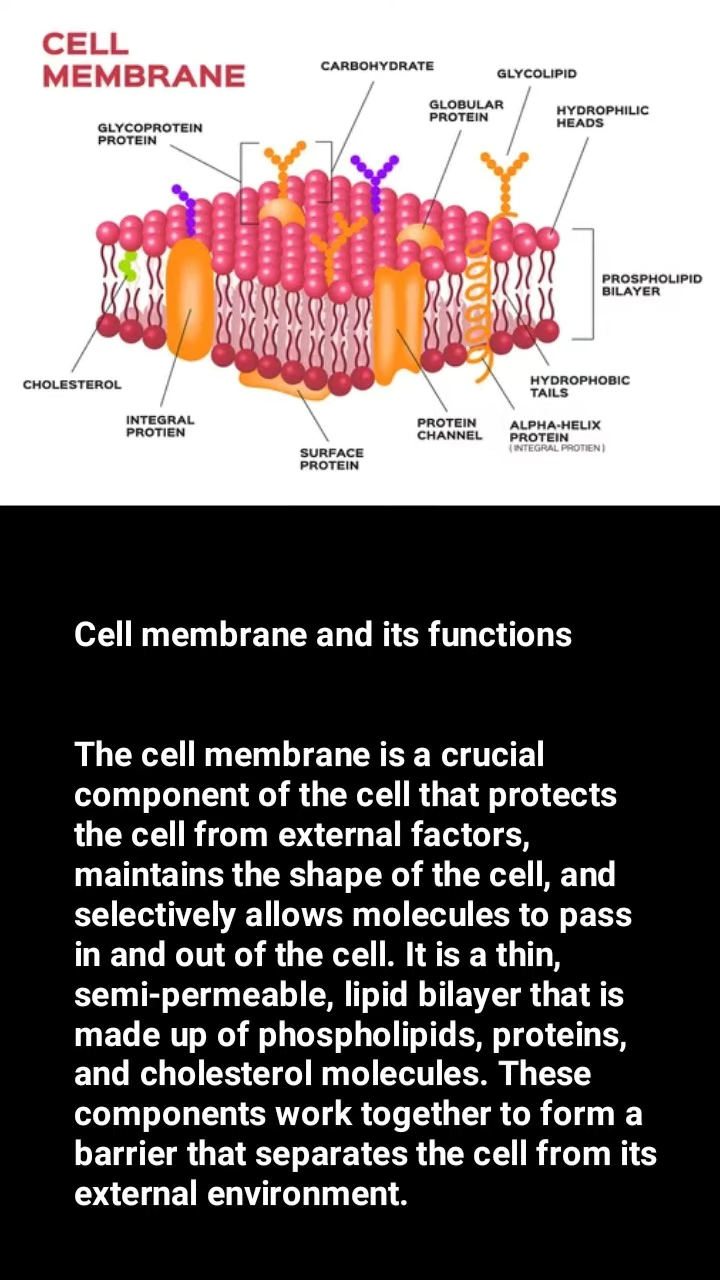 CELL
MEMBRANE
CARBOHYDRATE
GLYCOLIPID
GLOBULAR
PROTEIN
HYDROPHILIC
HEADS
GLYCOPROTEIN
PROTEIN
PROSPHOLIPID
BILAYER
CHOLESTEROL
HYDROPHOBIC
TAILS
INTEGRAL
PROTIEN
PROTEIN
CHANNEL
ALPHA-HELIX
PROTEIN
(INTEGRAL PROTIEN)
SURFACE
PROTEIN
Cell membrane and its functions
The cell membrane is a crucial
component of the cell that protects
the cell from external factors,
maintains the shape of the cell, and
selectively allows molecules to pass
in and out of the cell. It is a thin,
semi-permeable, lipid bilayer that is
made up of phospholipids, proteins,
and cholesterol molecules. These
components work together to form a
barrier that separates the cell from its
external environment.